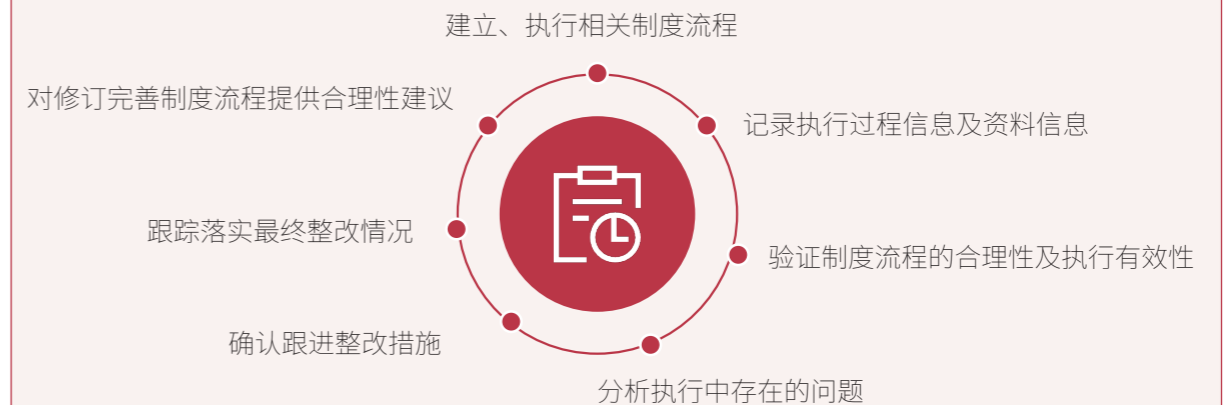 建立、执行相关制度流程
记录执行过程信息及资料信息
验证制度流程的合理性及执行有效性
分析执行中存在的问题
确认跟进整改措施
跟踪落实最终整改情况
对修订完善制度流程提供合理性建议